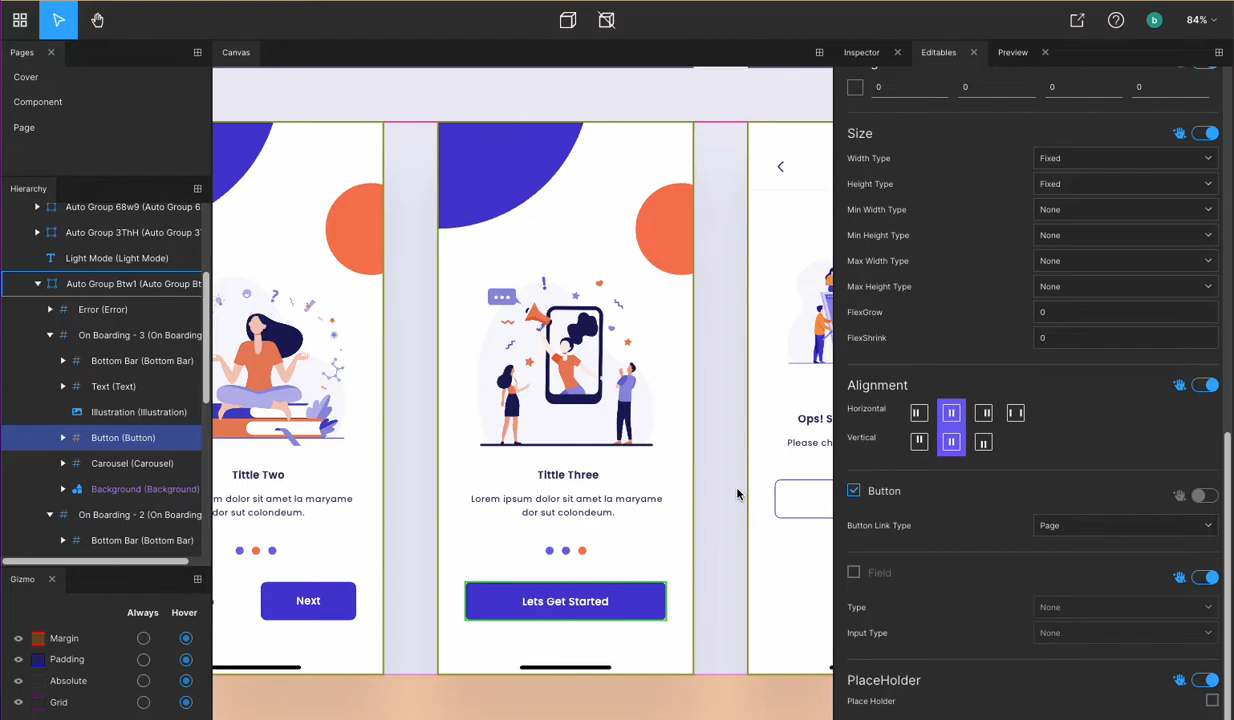 b
84%
Pages
Canvas
Inspector
Editables
Preview
Cover
Component
Page
Hierarchy
Auto Group 68w9 (Auto Group 6
Auto Group 3ThH (Auto Group 3
Light Mode (Light Mode)
Auto Group Btw1 (Auto Group Bt
Error (Error)
On Boarding - 3 (On Boarding
Bottom Bar (Bottom Bar)
Text (Text)
Illustration (Illustration)
Button (Button)
Carousel (Carousel)
Background (Background)
On Boarding - 2 (On Boarding
Bottom Bar (Bottom Bar)
Gizmo
Always
Hover
Margin
Padding
Absolute
Grid
Tittle Two
m dolor sit amet la maryame
dor sut colondeum.
Next
Tittle Three
Lorem ipsum dolor sit amet la maryame
dor sut colondeum.
Lets Get Started
Ops! S
Please ch
0
0
0
0
Size
Width Type
Fixed
Height Type
Fixed
Min Width Type
None
Min Height Type
None
Max Width Type
None
Max Height Type
None
FlexGrow
0
FlexShrink
0
Alignment
Horizontal
Vertical
Button
Button Link Type
Page
Field
Type
None
Input Type
None
PlaceHolder
Place Holder